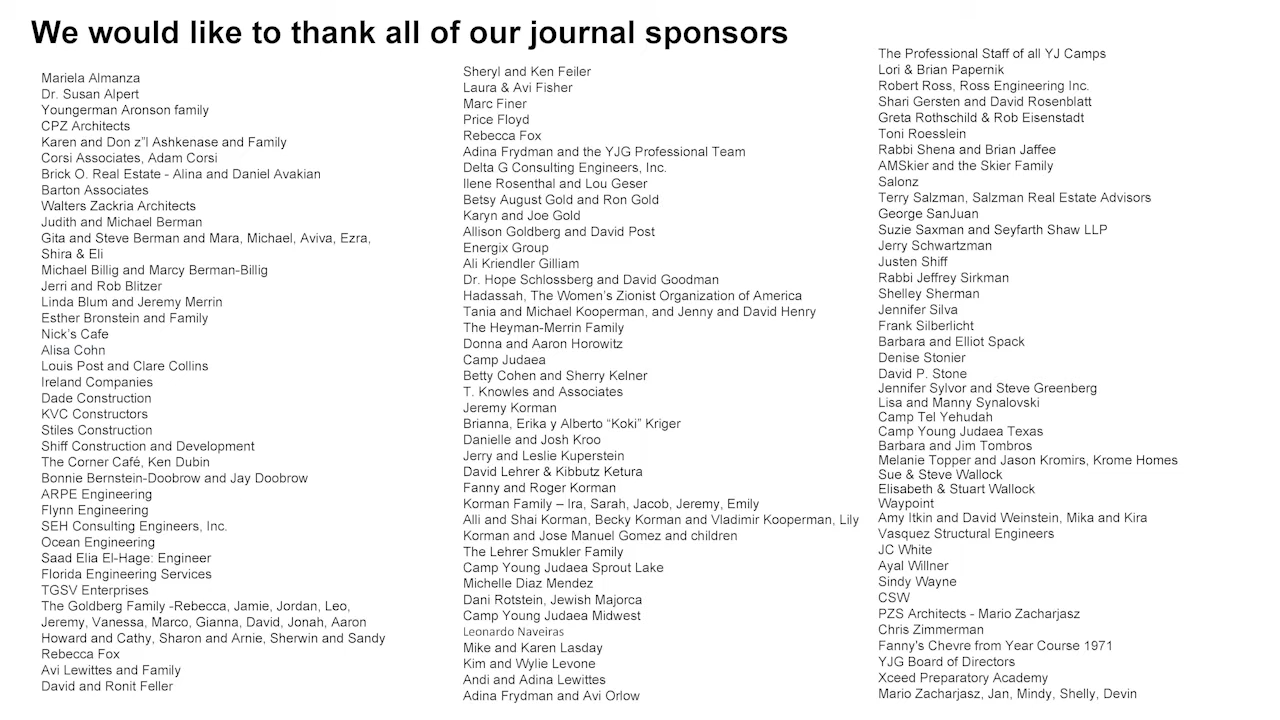 We would like to thank all of our journal sponsors
Mariela Almanza
Dr. Susan Alpert
Youngerman Aronson family
CPZ Architects
Karen and Don z”l Ashkenase and Family
Corsi Associates, Adam Corsi
Brick O. Real Estate - Alina and Daniel Avakian
Barton Associates
Walters Zackria Architects
Judith and Michael Berman
Gita and Steve Berman and Mara, Michael, Aviva, Ezra,
Shira & Eli
Michael Billig and Marcy Berman-Billig
Jerri and Rob Blitzer
Linda Blum and Jeremy Merrin
Esther Bronstein and Family
Nick’s Cafe
Alisa Cohn
Louis Post and Clare Collins
Ireland Companies
Dade Construction
KVC Constructors
Stiles Construction
Shiff Construction and Development
The Corner Café, Ken Dubin
Bonnie Bernstein-Doobrow and Jay Doobrow
ARPE Engineering
Flynn Engineering
SEH Consulting Engineers, Inc.
Ocean Engineering
Saad Elia El-Hage: Engineer
Florida Engineering Services
TGSV Enterprises
The Goldberg Family -Rebecca, Jamie, Jordan, Leo,
Jeremy, Vanessa, Marco, Gianna, David, Jonah, Aaron
Howard and Cathy, Sharon and Arnie, Sherwin and Sandy
Rebecca Fox
Avi Lewittes and Family
David and Ronit Feller
Sheryl and Ken Feiler
Laura & Avi Fisher
Marc Finer
Price Floyd
Rebecca Fox
Adina Frydman and the YJG Professional Team
Delta G Consulting Engineers, Inc.
Ilene Rosenthal and Lou Geser
Betsy August Gold and Ron Gold
Karyn and Joe Gold
Allison Goldberg and David Post
Energix Group
Ali Kriendler Gilliam
Dr. Hope Schlossberg and David Goodman
Hadassah, The Women’s Zionist Organization of America
Tania and Michael Kooperman, and Jenny and David Henry
The Heyman-Merrin Family
Donna and Aaron Horowitz
Camp Judaea
Betty Cohen and Sherry Kelner
T. Knowles and Associates
Jeremy Korman
Brianna, Erika y Alberto “Koki” Kriger
Danielle and Josh Kroo
Jerry and Leslie Kuperstein
David Lehrer & Kibbutz Ketura
Fanny and Roger Korman
Korman Family – Ira, Sarah, Jacob, Jeremy, Emily
Alli and Shai Korman, Becky Korman and Vladimir Kooperman, Lily
Korman and Jose Manuel Gomez and children
The Lehrer Smukler Family
Camp Young Judaea Sprout Lake
Michelle Diaz Mendez
Dani Rotstein, Jewish Majorca
Camp Young Judaea Midwest
Leonardo Naveiras
Mike and Karen Lasday
Kim and Wylie Levone
Andi and Adina Lewittes
Adina Frydman and Avi Orlow
The Professional Staff of all YJ Camps
Lori & Brian Papernik
Robert Ross, Ross Engineering Inc.
Shari Gersten and David Rosenblatt
Greta Rothschild & Rob Eisenstadt
Toni Roesslein
Rabbi Shena and Brian Jaffee
AMSkier and the Skier Family
Salonz
Terry Salzman, Salzman Real Estate Advisors
George SanJuan
Suzie Saxman and Seyfarth Shaw LLP
Jerry Schwartzman
Justen Shiff
Rabbi Jeffrey Sirkman
Shelley Sherman
Jennifer Silva
Frank Silberlicht
Barbara and Elliot Spack
Denise Stonier
David P. Stone
Jennifer Sylvor and Steve Greenberg
Lisa and Manny Synalovski
Camp Tel Yehudah
Camp Young Judaea Texas
Barbara and Jim Tombros
Melanie Topper and Jason Kromirs, Krome Homes
Sue & Steve Wallock
Elisabeth & Stuart Wallock
Waypoint
Amy Itkin and David Weinstein, Mika and Kira
Vasquez Structural Engineers
JC White
Ayal Willner
Sindy Wayne
CSW
PZS Architects - Mario Zacharjasz
Chris Zimmerman
Fanny's Chevre from Year Course 1971
YJG Board of Directors
Xceed Preparatory Academy
Mario Zacharjasz, Jan, Mindy, Shelly, Devin